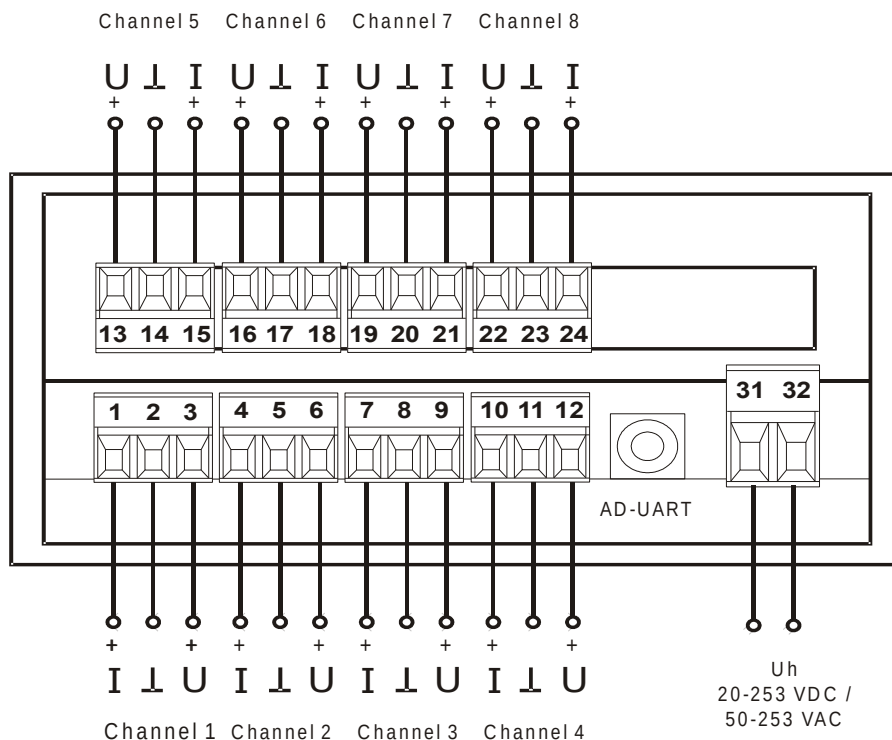 Channel 5 Channel 6 Channel 7 Channel 8
U ⊥ I U ⊥ I U ⊥ I U ⊥ I
+ + + + + + + +
13 14 15 16 17 18 19 20 21 22 23 24
31 32
1 2 3 4 5 6 7 8 9 10 11 12
AD-UART
+ + + + + + + +
I ⊥ U I ⊥ U I ⊥ U I ⊥ U
Channel 1 Channel 2 Channel 3 Channel 4
Uh
20-253 VDC /
50-253 VAC